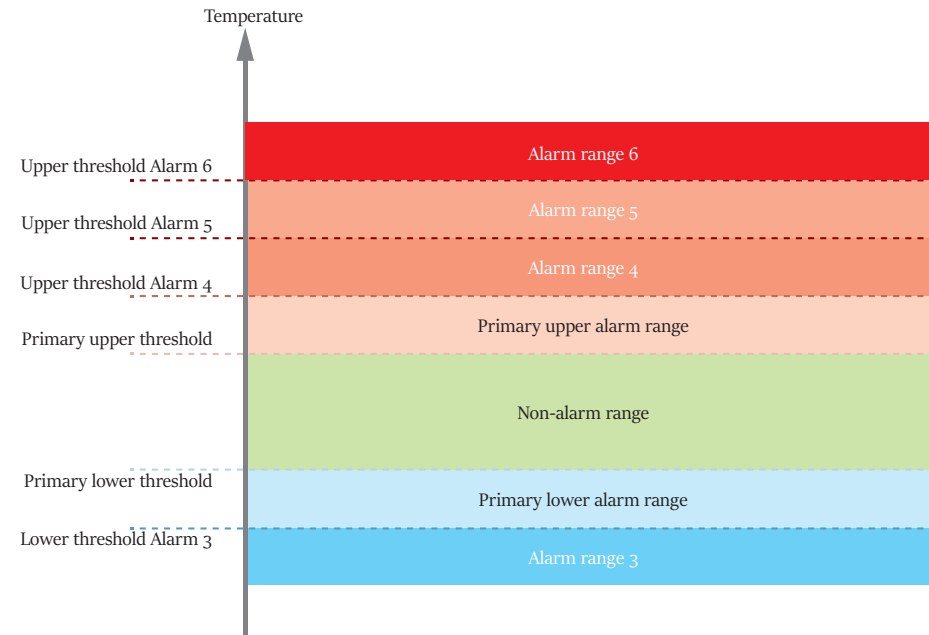 Temperature
Alarm range 6
Upper threshold Alarm 6
Alarm range 5
Upper threshold Alarm 5
Alarm range 4
Upper threshold Alarm 4
Primary upper alarm range
Primary upper threshold
Non-alarm range
Primary lower threshold
Primary lower alarm range
Lower threshold Alarm 3
Alarm range 3